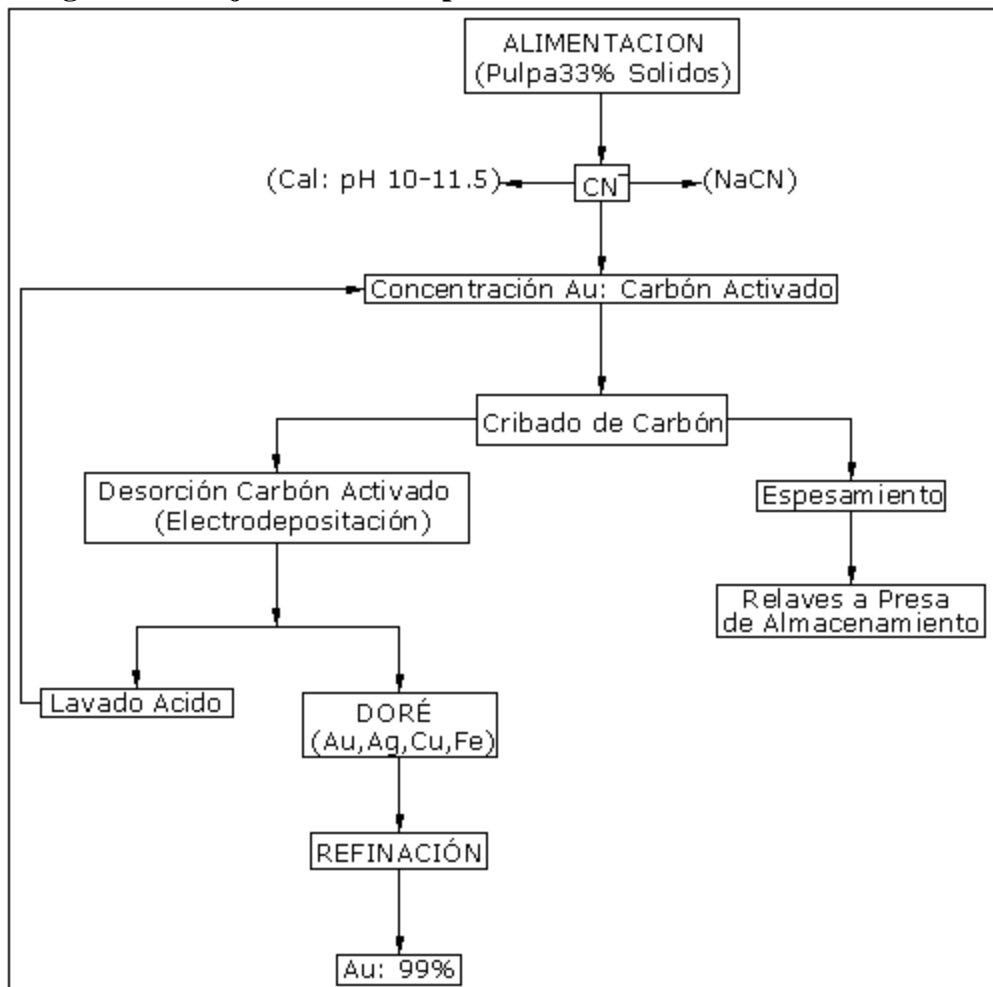 ALIMENTACION
(Pulpa33% Solidos)
(Cal: pH 10-11.5)
CN⁻
(NaCN)
Concentración Au: Carbón Activado
Cribado de Carbón
Desorción Carbón Activado
(Electrodepositación)
Espesamiento
Relaves a Presa
de Almacenamiento
Lavado Acido
DORÉ
(Au,Ag,Cu,Fe)
REFINACIÓN
Au: 99%